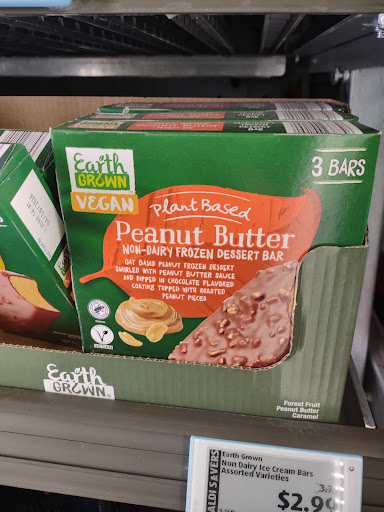 Earth
GROWN
VEGAN
3 BARS
Plant Based
Peanut Butter
NON-DAIRY FROZEN DESSERT BAR
OAT BASED PEANUT FROZEN DESSERT
SWIRLED WITH PEANUT BUTTER SAUCE
AND DIPPED IN CHOCOLATE FLAVORED
COATING TOPPED WITH ROASTED
PEANUT PIECES
VEGAN
Earth
GROWN
Forest Fruit
Peanut Butter
Caramel
ALDI SAVERS
Earth Grown
Non Dairy Ice Cream Bars
Assorted Varieties
$2.99